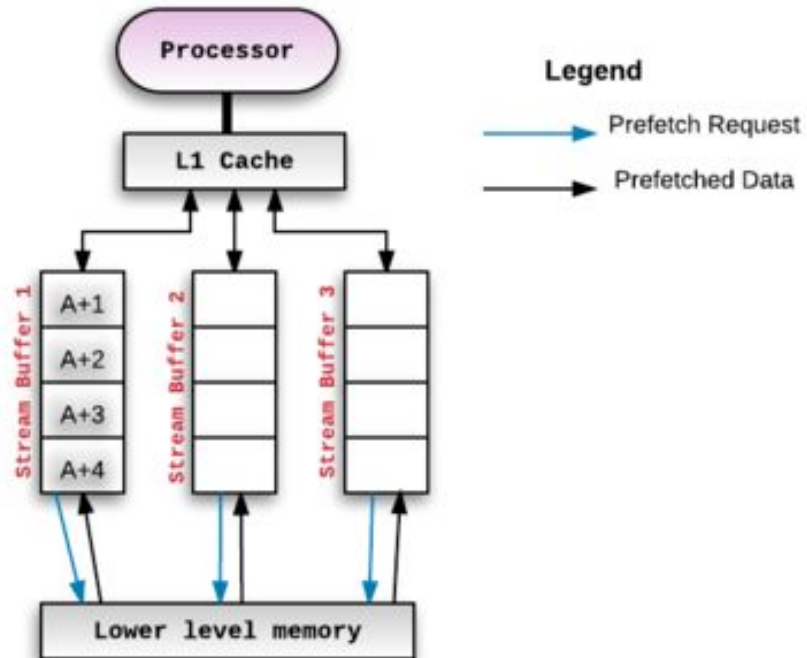 Processor
L1 Cache
Legend
Prefetch Request
Prefetched Data
Stream Buffer 1
A+1
A+2
A+3
A+4
Stream Buffer 2
Stream Buffer 3
Lower level memory